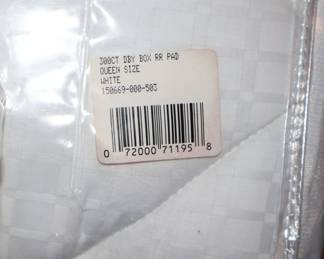 300CT DBY BOX RR PAD
QUEEN SIZE
WHITE
150669-000-503
0 72000 71195 8